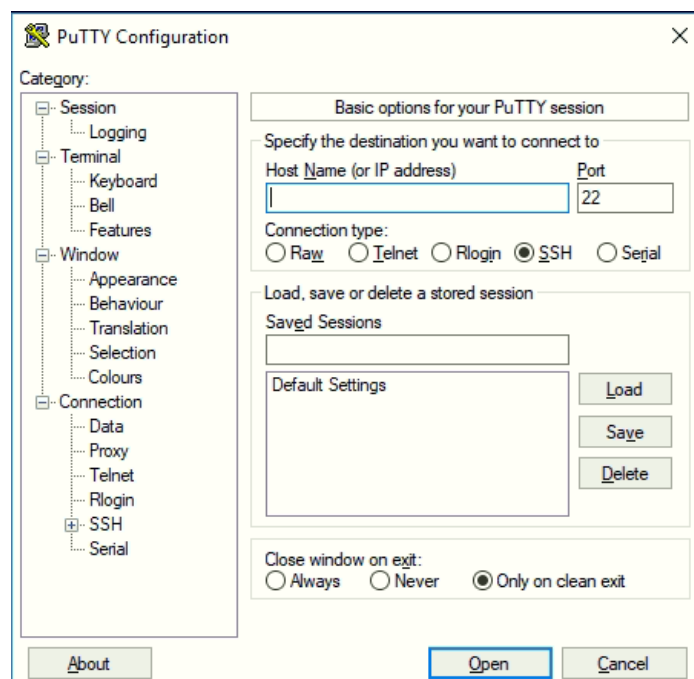 PuTTY Configuration
Category:
Session
Logging
Terminal
Keyboard
Bell
Features
Window
Appearance
Behaviour
Translation
Selection
Colours
Connection
Data
Proxy
Telnet
Rlogin
SSH
Serial
Basic options for your PuTTY session
Specify the destination you want to connect to
Host Name (or IP address) Port
22
Connection type:
Raw Telnet Rlogin SSH Serial
Load, save or delete a stored session
Saved Sessions
Default Settings
Load
Save
Delete
Close window on exit:
Always Never Only on clean exit
About Open Cancel